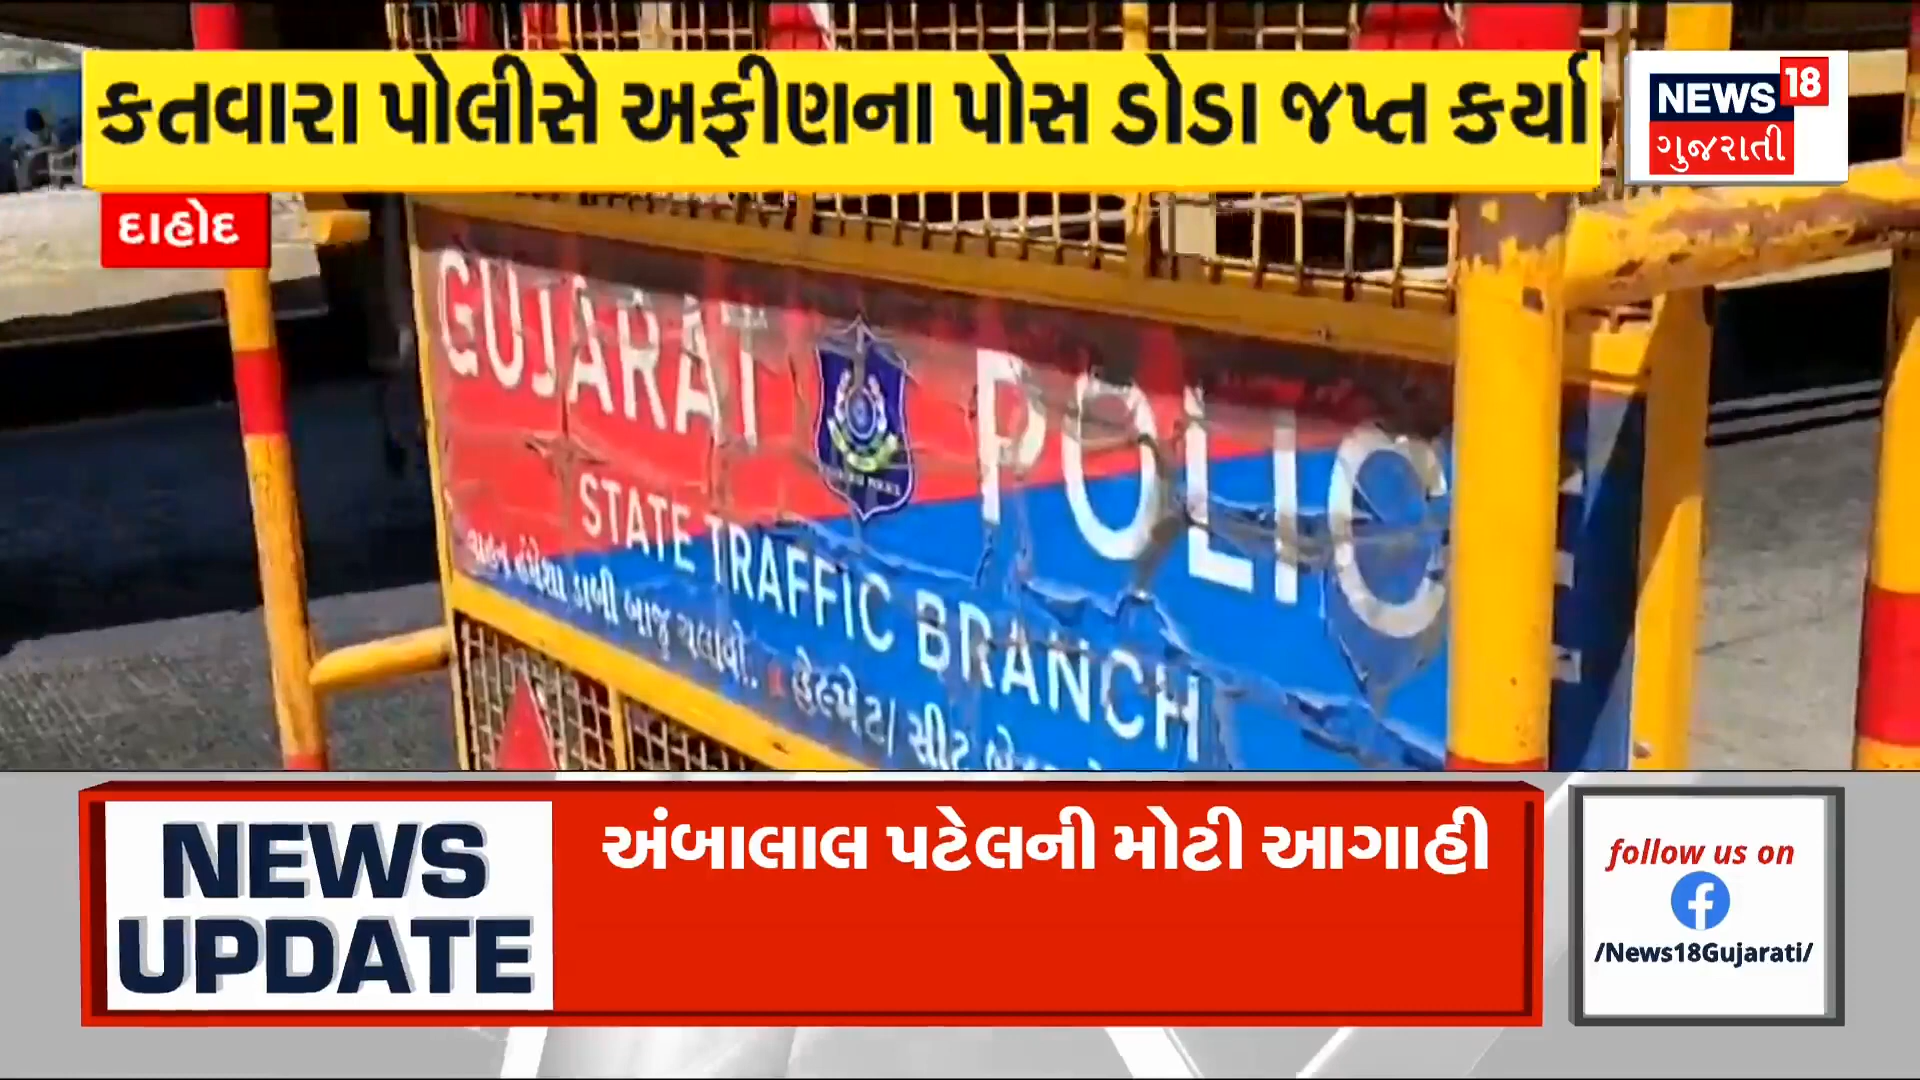 કતવારા પોલીસે અફીણના પોસ ડોડા જપ્ત કર્યા
NEWS 18
ગુજરાતી
દાહોદ
GUJARAT POLIC
STATE TRAFFIC BRANCH
હંમેશા ડાબી બાજુ ચલાવો.. હેલ્મેટ/ સીટ
NEWS
UPDATE
અંબાલાલ પટેલની મોટી આગાહી
follow us on
/News18Gujarati/